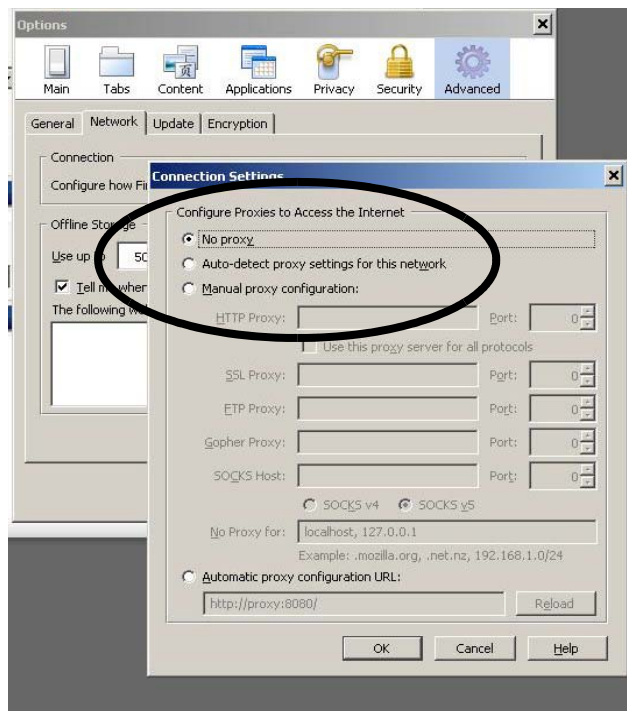 Options
Main Tabs Content Applications Privacy Security Advanced
General Network Update Encryption
Connection
Configure how
Offline Storage
Use up 50
Tell me when
The following
Connection Settings
Configure Proxies to Access the Internet
No proxy
Auto-detect proxy settings for this network
Manual proxy configuration:
HTTP Proxy: Port: 0
Use this proxy server for all protocols
SSL Proxy: Port: 0
FTP Proxy: Port: 0
Gopher Proxy: Port: 0
SOCKS Host: Port: 0
SOCKS v4 SOCKS v5
No Proxy for: localhost, 127.0.0.1
Example: .mozilla.org, .net.nz, 192.168.1.0/24
Automatic proxy configuration URL:
http://proxy:8080/ Reload
OK Cancel Help